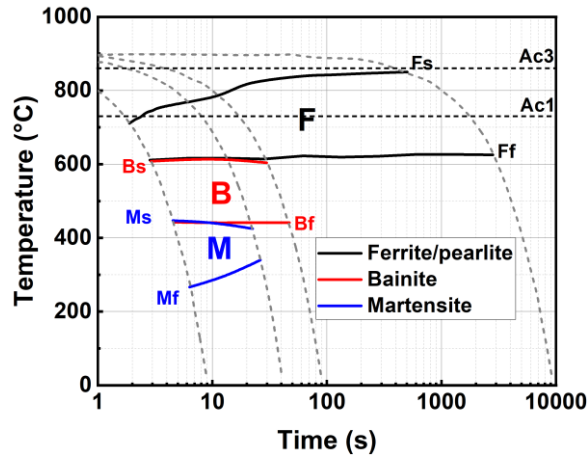 1000
800
600
400
200
0
Temperature (°C)
Fs
Ac3
Ac1
F
Ff
Bs
B
Bf
Ms
M
Mf
Ferrite/pearlite
Bainite
Martensite
1 10 100 1000 10000
Time (s)